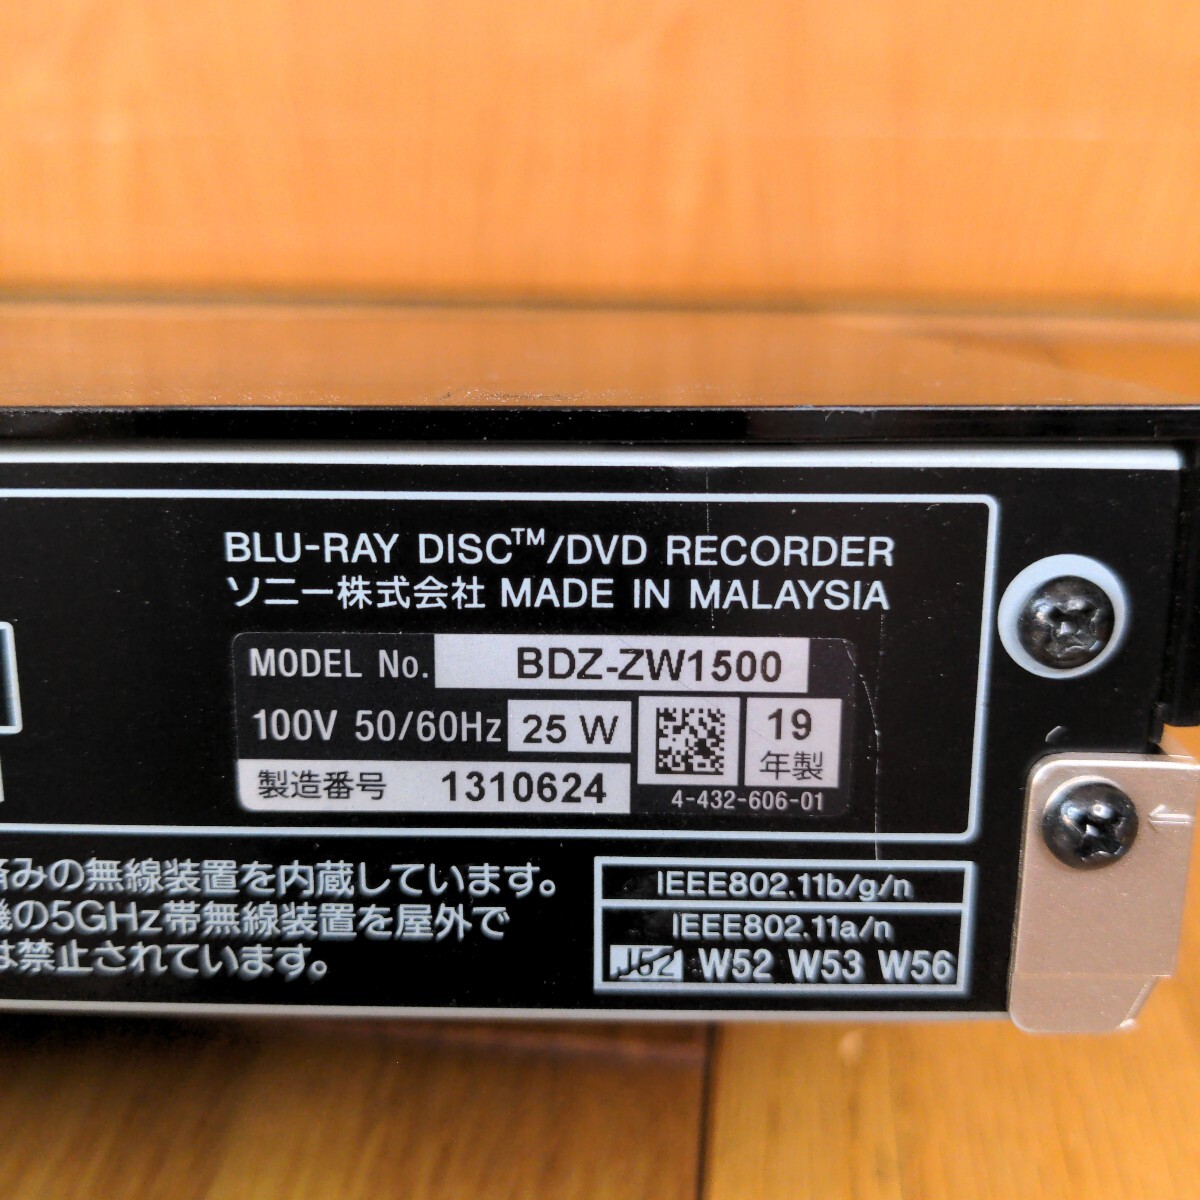 BLU-RAY DISC™/DVD RECORDER
ソニー株式会社 MADE IN MALAYSIA
MODEL No. BDZ-ZW1500
100V 50/60Hz 25 W
19
年製
製造番号 1310624
4-432-606-01
済みの無線装置を内蔵しています。
機の5GHz帯無線装置を屋外で
は禁止されています。
IEEE802.11b/g/n
IEEE802.11a/n
J52 W52 W53 W56